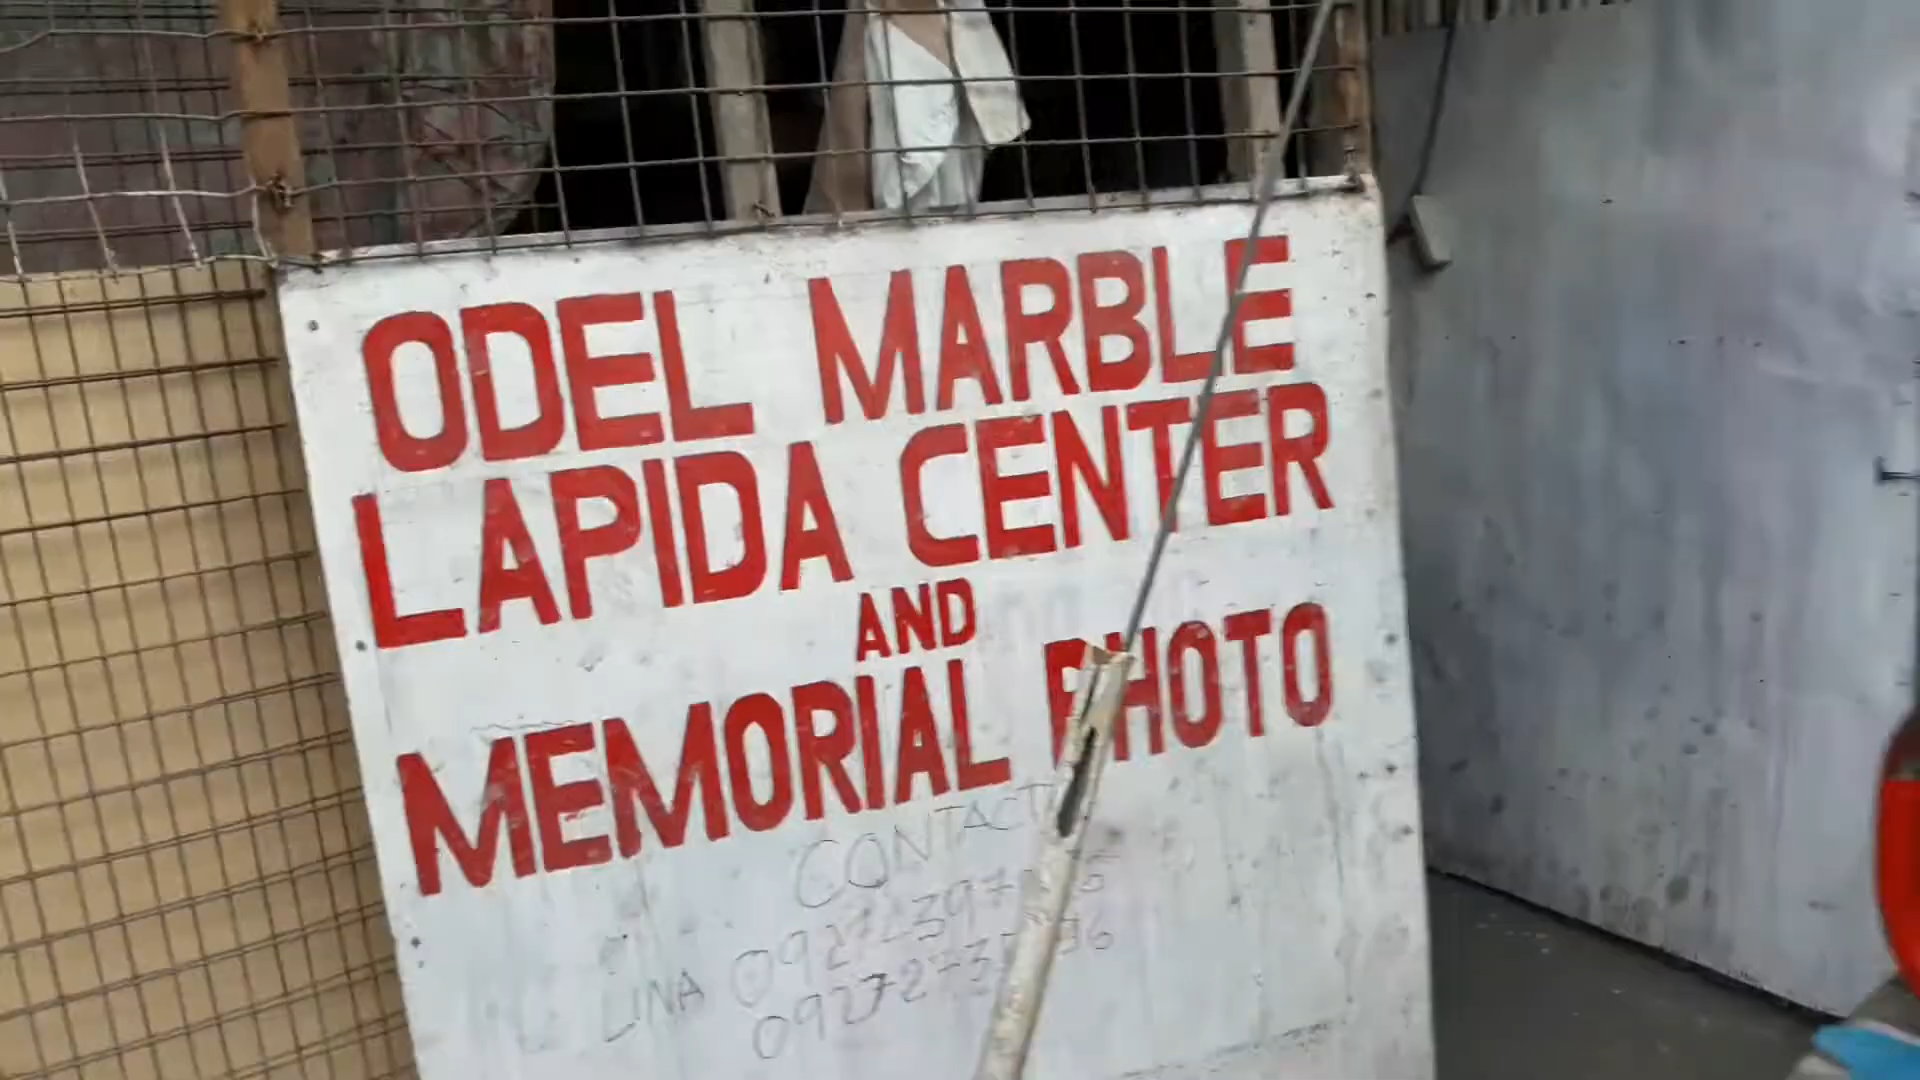 ODEL MARBLE
LAPIDA CENTER
AND
MEMORIAL PHOTO
CONTACT
LINA